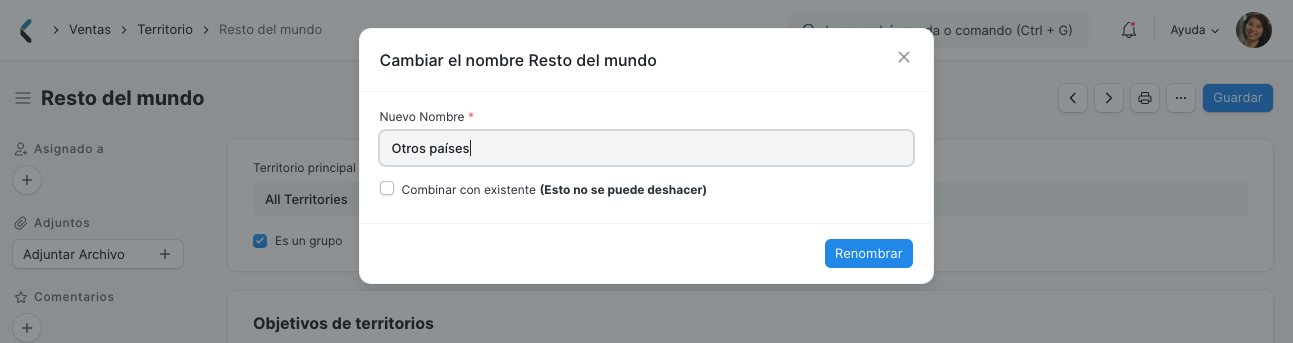 Ventas > Territorio > Resto del mundo
da o comando (Ctrl + G)
Ayuda
Cambiar el nombre Resto del mundo
Resto del mundo
Guardar
Nuevo Nombre *
Otros países
Combinar con existente (Esto no se puede deshacer)
Renombrar
Asignado a
Adjuntos
Adjuntar Archivo
Comentarios
Territorio principal
All Territories
Es un grupo
Objetivos de territorios